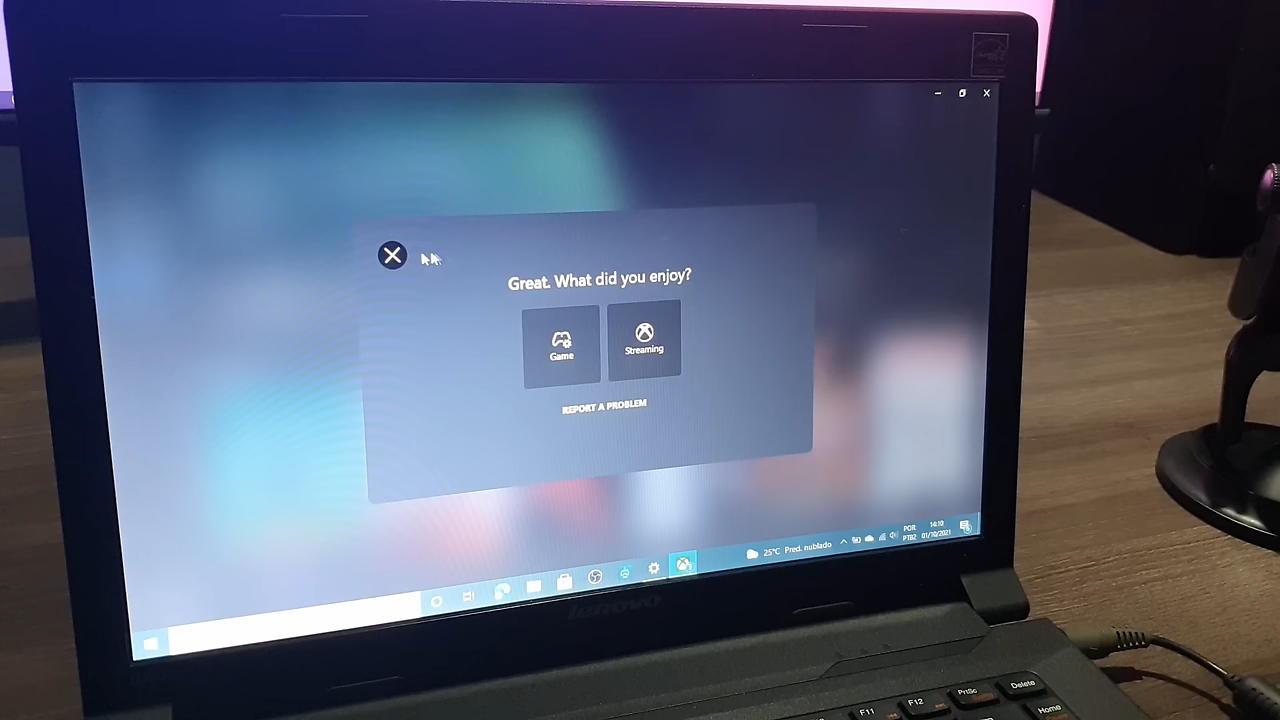 Great. What did you enjoy?
Game
Streaming
REPORT A PROBLEM
25°C Pred. nublado
POR
PTB2
14:10
01/10/2021
lenovo
F11
F12
PrtSc
Delete
Home